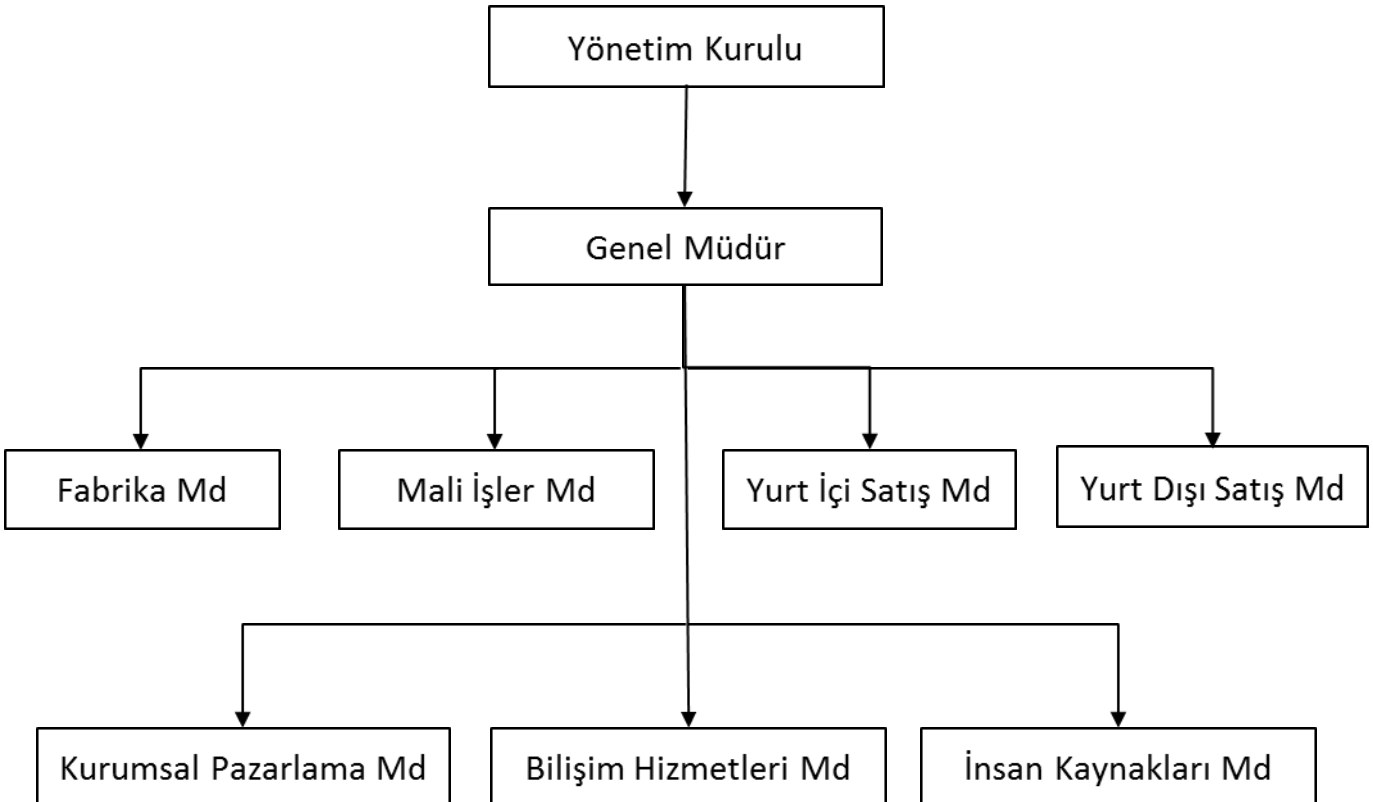 Yönetim Kurulu
Genel Müdür
Fabrika Md
Mali İşler Md
Yurt İçi Satış Md
Yurt Dışı Satış Md
Kurumsal Pazarlama Md
Bilişim Hizmetleri Md
İnsan Kaynakları Md